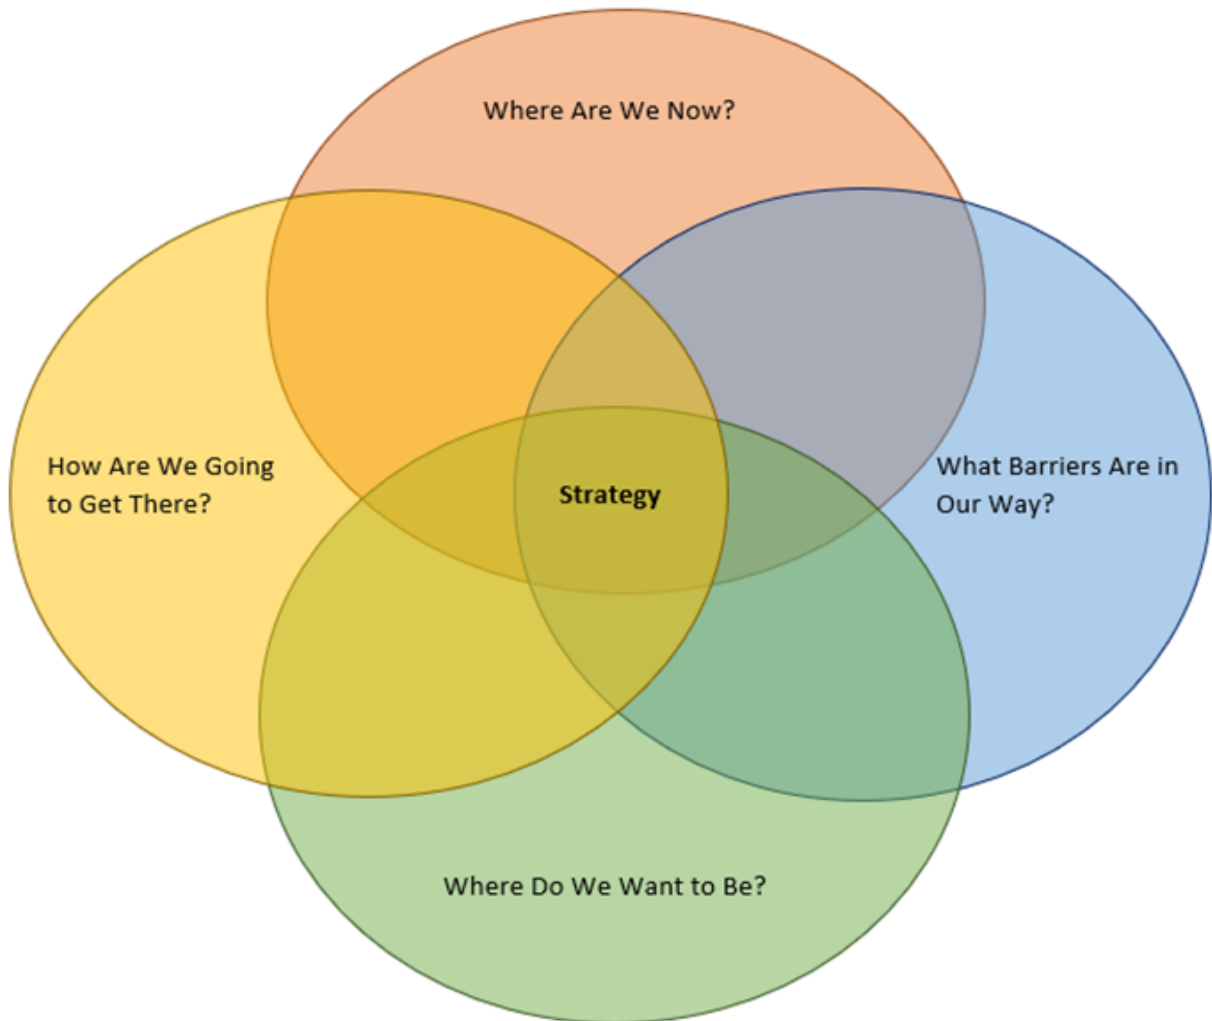 Where Are We Now?
How Are We Going
to Get There?
Strategy
What Barriers Are in
Our Way?
Where Do We Want to Be?